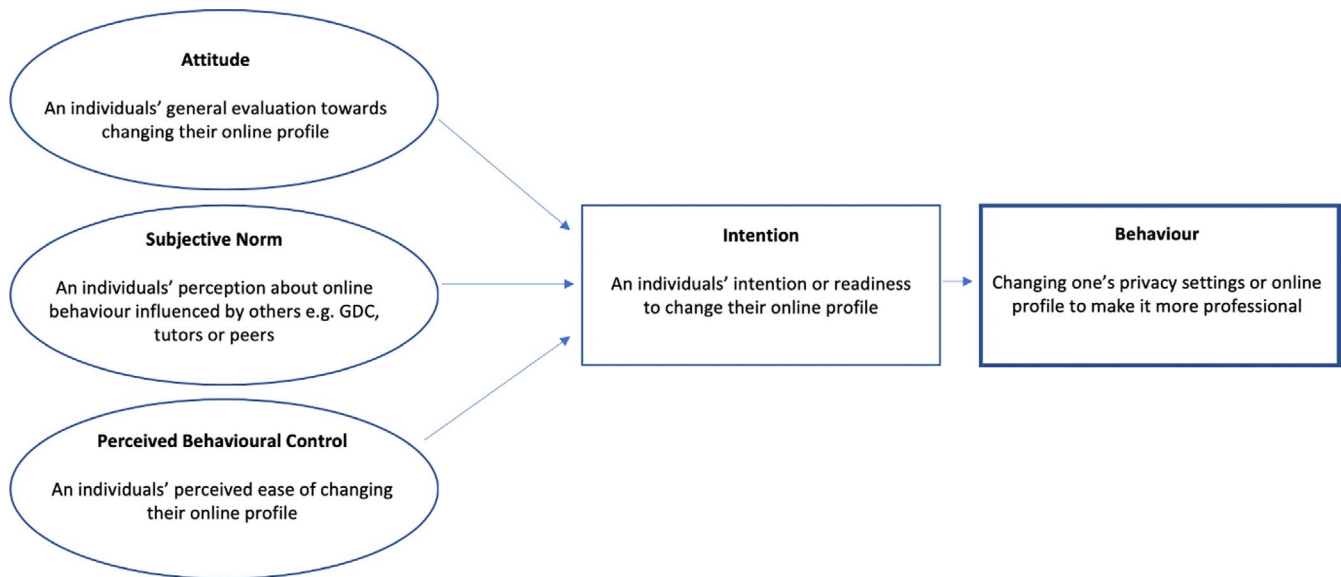 Attitude
An individuals’ general evaluation towards
changing their online profile
Subjective Norm
An individuals’ perception about online
behaviour influenced by others e.g. GDC,
tutors or peers
Perceived Behavioural Control
An individuals’ perceived ease of changing
their online profile
Intention
An individuals’ intention or readiness
to change their online profile
Behaviour
Changing one’s privacy settings or online
profile to make it more professional